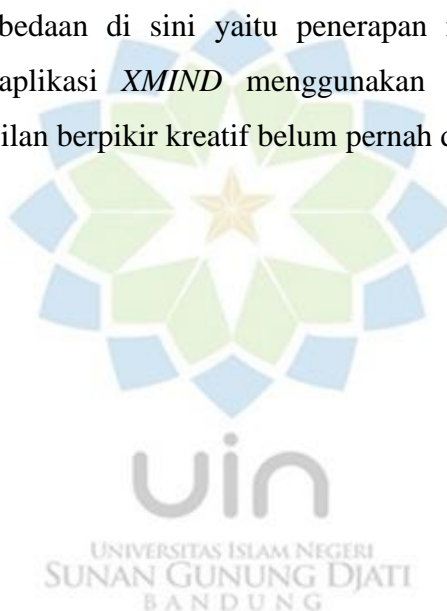 bedaan di sini yaitu penerapan
aplikasi XMIND menggunakan
ilan berpikir kreatif belum pernah
uin
UNIVERSITAS ISLAM NEGERI
SUNAN GUNUNG DJATI
BANDUNG